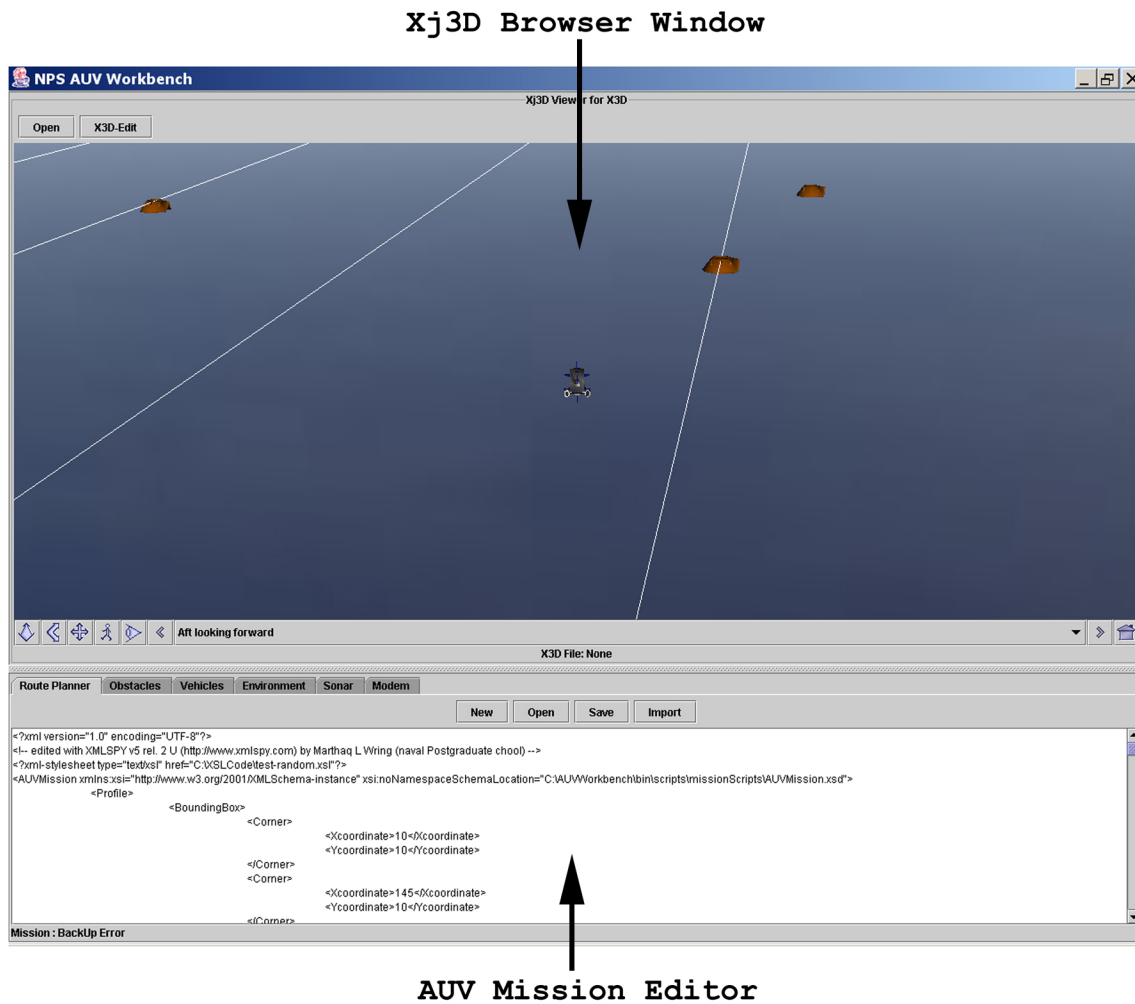 Xj3D Browser Window
NPS AUV Workbench
Xj3D Viewer for X3D
Open X3D-Edit
Aft looking forward
X3D File: None
Route Planner Obstacles Vehicles Environment Sonar Modem
New Open Save Import
<?xml version="1.0" encoding="UTF-8"?>
<!-- edited with XMLSPY v5 rel. 2 U (http://www.xmlspy.com) by Marthaq L Wring (naval Postgraduate chool) -->
<?xml-stylesheet type="text/xsl" href="C:\XSLCode\test-random.xsl"?>
<AUVMission xmlns:xsi="http://www.w3.org/2001/XMLSchema-instance" xsi:noNamespaceSchemaLocation="C:\AUVWorkbench\bin\scripts\missionScripts\AUVMission.xsd">
<Profile>
<BoundingBox>
<Corner>
<Xcoordinate>10</Xcoordinate>
<Ycoordinate>10</Ycoordinate>
</Corner>
<Corner>
<Xcoordinate>145</Xcoordinate>
<Ycoordinate>10</Ycoordinate>
</Corner>
Mission : BackUp Error
AUV Mission Editor